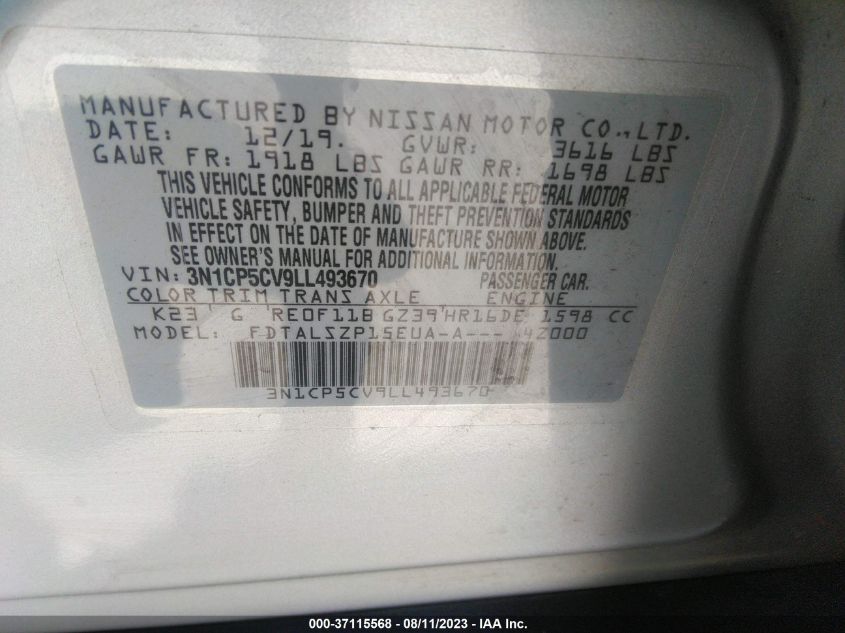 MANUFACTURED BY NISSAN MOTOR CO.,LTD.
DATE: 12/19. GVWR: 3616 LBS
GAWR FR: 1918 LBS GAWR RR: 1698 LBS
THIS VEHICLE CONFORMS TO ALL APPLICABLE FEDERAL MOTOR
VEHICLE SAFETY, BUMPER AND THEFT PREVENTION STANDARDS
IN EFFECT ON THE DATE OF MANUFACTURE SHOWN ABOVE.
SEE OWNER'S MANUAL FOR ADDITIONAL INFORMATION
VIN: 3N1CP5CV9LL493670 PASSENGER CAR.
COLOR TRIM TRANS AXLE ENGINE
K23 G RE0F11B GZ39 HR16DE 1598 CC
MODEL: FDTALSZP15EUA-A---
3N1CP5CV9LL493670
000-37115568 - 08/11/2023 - IAA Inc.